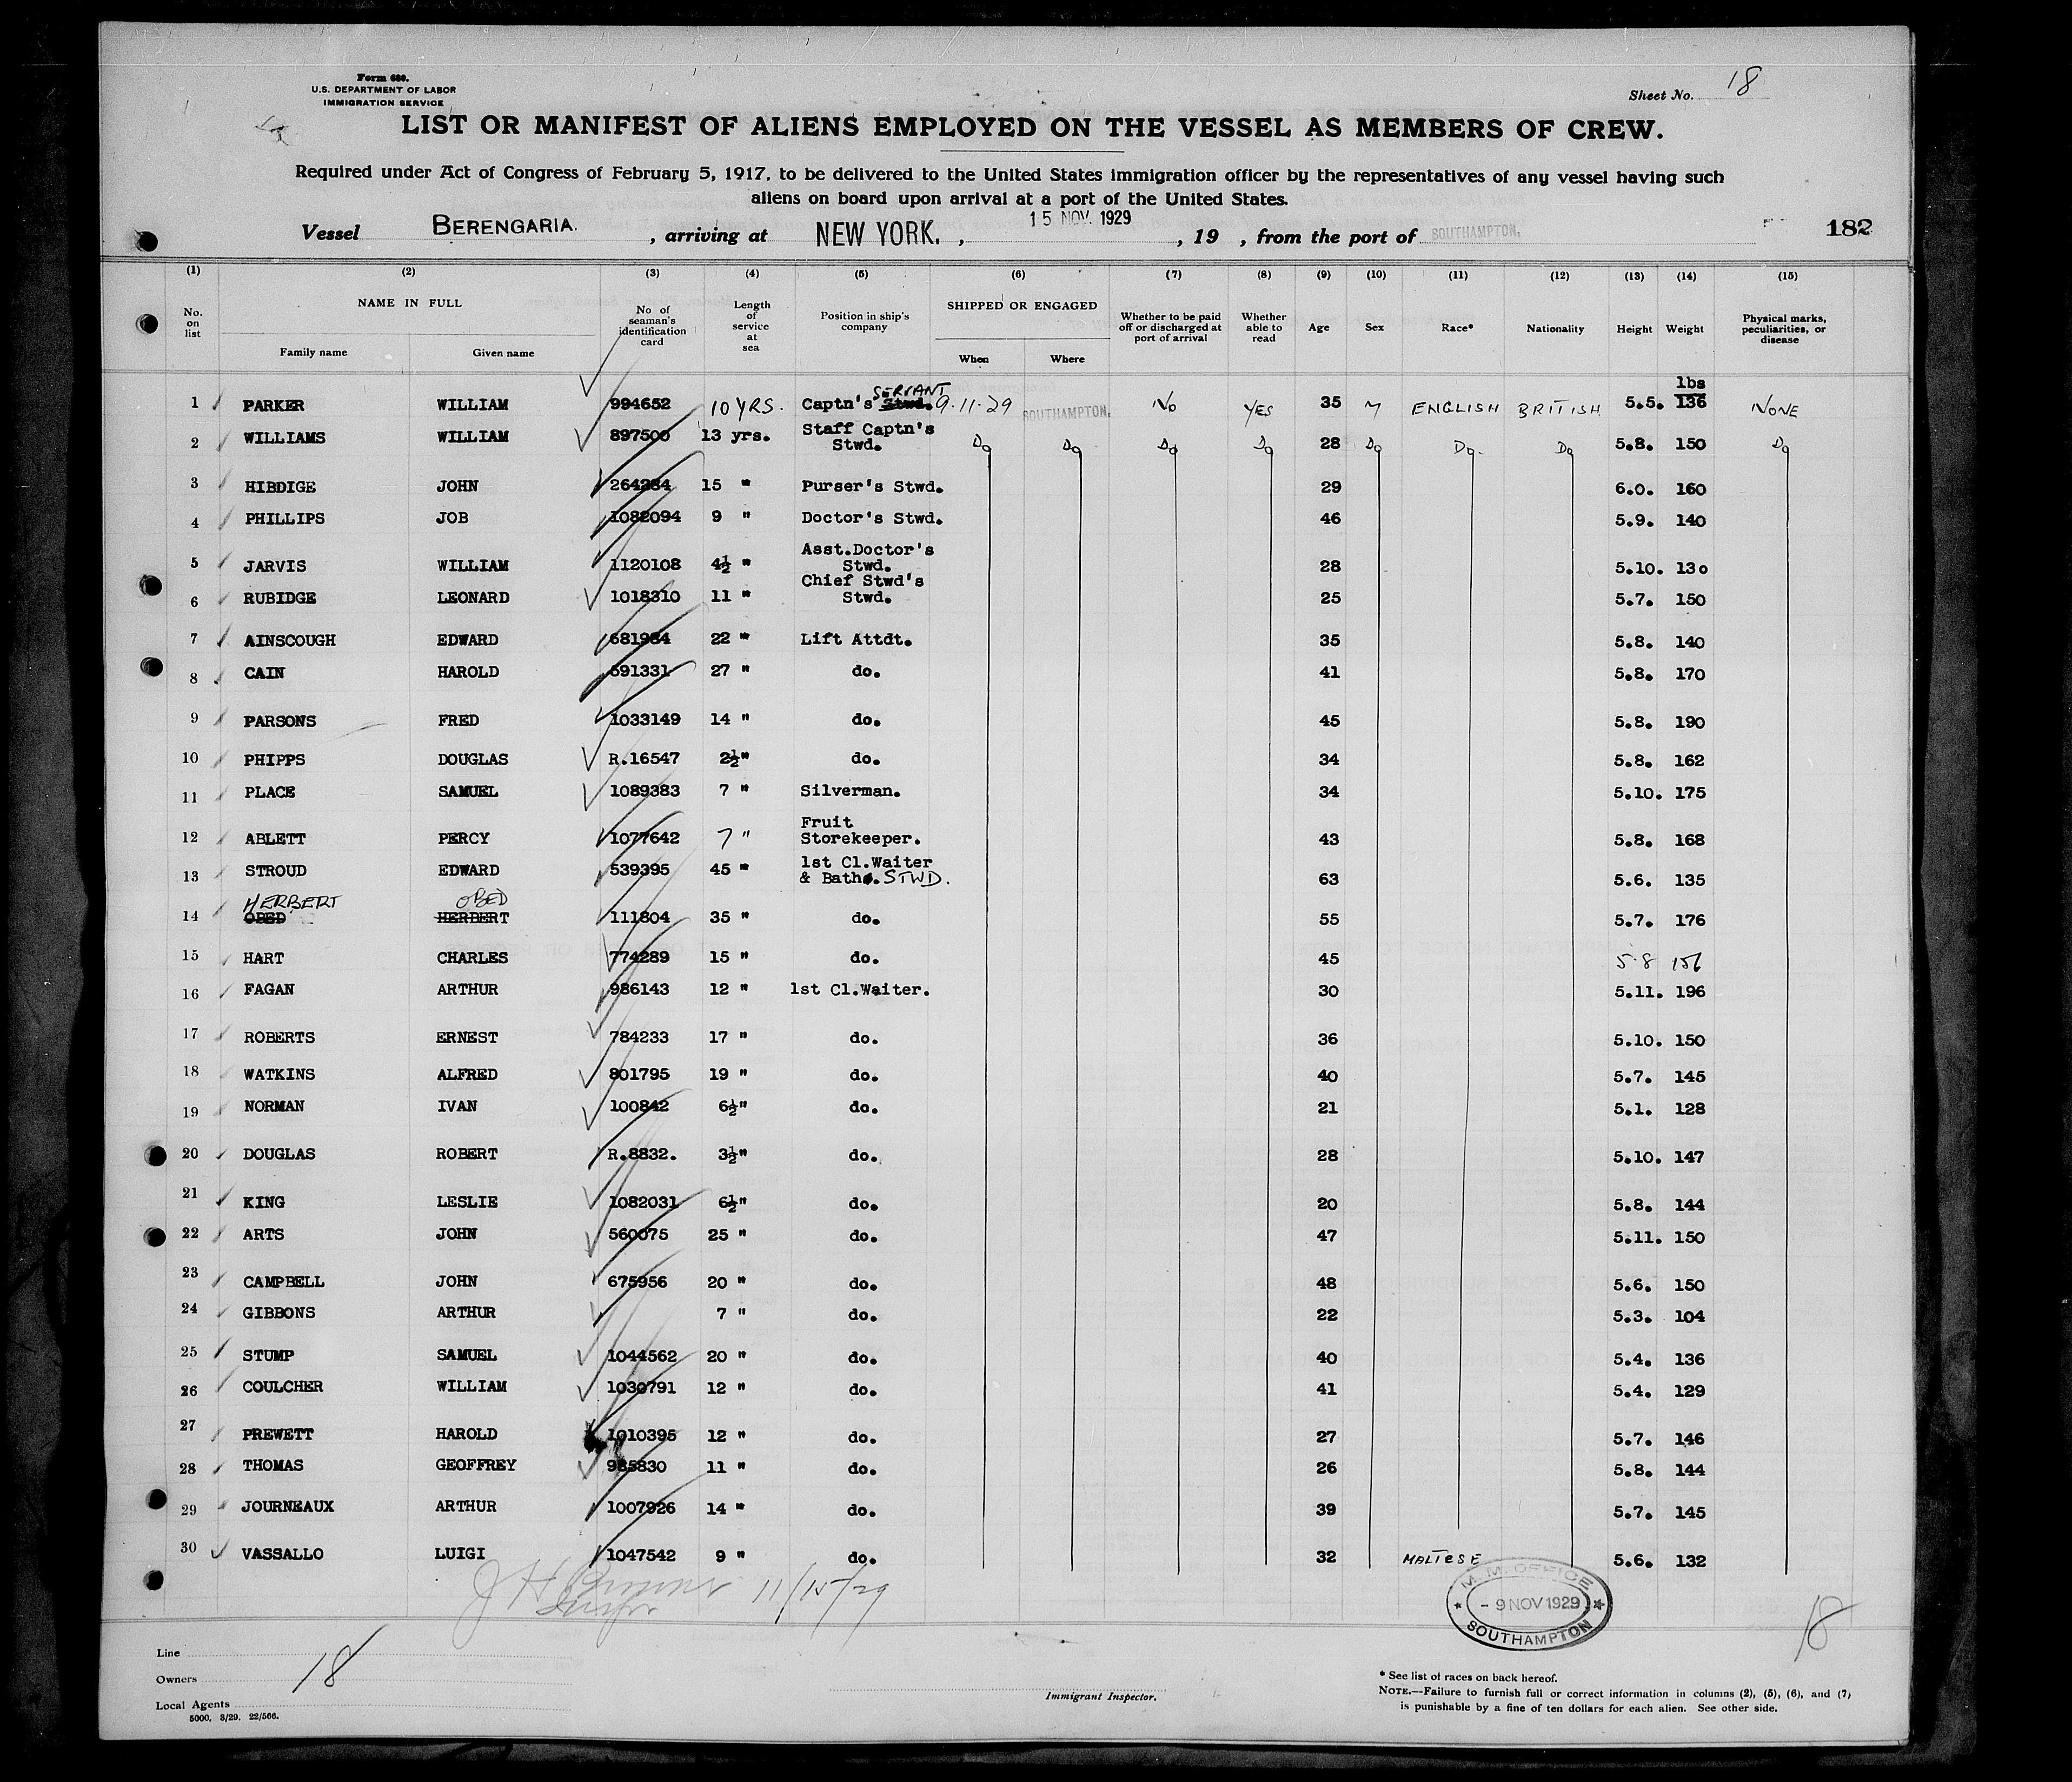 Form 680.
U.S. DEPARTMENT OF LABOR
IMMIGRATION SERVICE
Sheet No. 18
LIST OR MANIFEST OF ALIENS EMPLOYED ON THE VESSEL AS MEMBERS OF CREW.
Required under Act of Congress of February 5, 1917, to be delivered to the United States immigration officer by the representatives of any vessel having such
aliens on board upon arrival at a port of the United States.
Vessel BERENGARIA. , arriving at NEW YORK. , 15 NOV. 1929 , 19 , from the port of SOUTHAMPTON. 182
(1) (2) (3) (4) (5) (6) (7) (8) (9) (10) (11) (12) (13) (14) (15)
No. on list NAME IN FULL Family name Given name No of seaman's identification card Length of service at sea Position in ship's company SHIPPED OR ENGAGED When Where Whether to be paid off or discharged at port of arrival Whether able to read Age Sex Race* Nationality Height Weight Physical marks, peculiarities, or disease
lbs
1 PARKER WILLIAM 994652 10 YRS. Captn's Stwd. SERVANT 9.11.29 SOUTHAMPTON. No YES 35 M ENGLISH BRITISH 5.5. 136 NONE
2 WILLIAMS WILLIAM 897500 13 yrs. Staff Captn's Stwd. Do Do Do Do 28 Do Do. Do 5.8. 150 Do
3 HIBDIGE JOHN 264284 15 " Purser's Stwd. 29 6.0. 160
4 PHILLIPS JOB 1082094 9 " Doctor's Stwd. 46 5.9. 140
5 JARVIS WILLIAM 1120108 4½ " Asst.Doctor's Stwd. 28 5.10. 130
6 RUBIDGE LEONARD 1018310 11 " Chief Stwd's Stwd. 25 5.7. 150
7 AINSCOUGH EDWARD 681984 22 " Lift Attdt. 35 5.8. 140
8 CAIN HAROLD 691331 27 " do. 41 5.8. 170
9 PARSONS FRED 1033149 14 " do. 45 5.8. 190
10 PHIPPS DOUGLAS R.16547 2½" do. 34 5.8. 162
11 PLACE SAMUEL 1089383 7 " Silverman. 34 5.10. 175
12 ABLETT PERCY 1077642 7 " Fruit Storekeeper. 43 5.8. 168
13 STROUD EDWARD 539395 45 " 1st Cl.Waiter & Bath. STWD. 63 5.6. 135
14 OBED HERBERT HERBERT OBED 111804 35 " do. 55 5.7. 176
15 HART CHARLES 774289 15 " do. 45 5.8 156
16 FAGAN ARTHUR 986143 12 " 1st Cl.Waiter. 30 5.11. 196
17 ROBERTS ERNEST 784233 17 " do. 36 5.10. 150
18 WATKINS ALFRED 801795 19 " do. 40 5.7. 145
19 NORMAN IVAN 100842 6½" do. 21 5.1. 128
20 DOUGLAS ROBERT R.8832. 3½" do. 28 5.10. 147
21 KING LESLIE 1082031 6½" do. 20 5.8. 144
22 ARTS JOHN 560075 25 " do. 47 5.11. 150
23 CAMPBELL JOHN 675956 20 " do. 48 5.6. 150
24 GIBBONS ARTHUR 7 " do. 22 5.3. 104
25 STUMP SAMUEL 1044562 20 " do. 40 5.4. 136
26 COULCHER WILLIAM 1030791 12 " do. 41 5.4. 129
27 PREWETT HAROLD 1010395 12 " do. 27 5.7. 146
28 THOMAS GEOFFREY 985830 11 " do. 26 5.8. 144
29 JOURNEAUX ARTHUR 1007926 14 " do. 39 5.7. 145
30 VASSALLO LUIGI 1047542 9 " do. 32 MALTESE 5.6. 132
11/15/29
M. M. OFFICE
- 9 NOV 1929
SOUTHAMPTON
18
Line
Owners 18
Local Agents
5000. 3/29. 22/566.
Immigrant Inspector.
* See list of races on back hereof.
NOTE.—Failure to furnish full or correct information in columns (2), (5), (6), and (7)
is punishable by a fine of ten dollars for each alien. See other side.